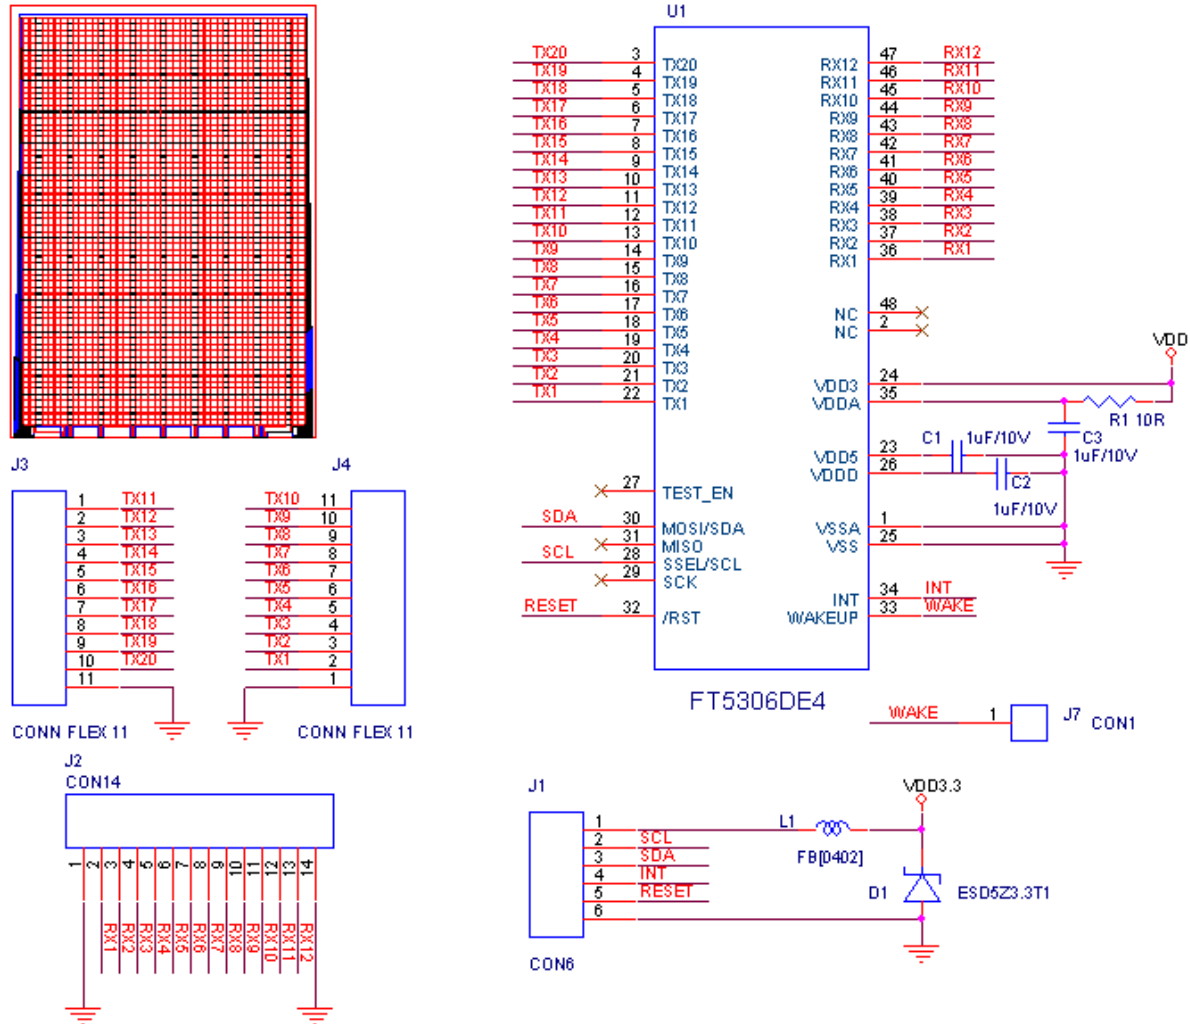 U1
TX20 3 TX20 RX12 47 RX12
TX19 4 TX19 RX11 46 RX11
TX18 5 TX18 RX10 45 RX10
TX17 6 TX17 RX9 44 RX9
TX16 7 TX16 RX8 43 RX8
TX15 8 TX15 RX7 42 RX7
TX14 9 TX14 RX6 41 RX6
TX13 10 TX13 RX5 40 RX5
TX12 11 TX12 RX4 39 RX4
TX11 12 TX11 RX3 38 RX3
TX10 13 TX10 RX2 37 RX2
TX9 14 TX9 RX1 36 RX1
TX8 15 TX8
TX7 16 TX7
TX6 17 TX6 NC 48
TX5 18 TX5 NC 2
TX4 19 TX4
TX3 20 TX3
TX2 21 TX2 VDD3 24
TX1 22 TX1 VDDA 35
VDD
R1 10R
C3
1uF/10V
C1 1uF/10V
VDD5 23
VDDD 26
C2
1uF/10V
27 TEST_EN
SDA 30 MOSI/SDA VSSA 1
31 MISO VSS 25
SCL 28 SSEL/SCL
29 SCK
INT 34 INT
RESET 32 /RST WAKEUP 33 WAKE
FT5306DE4
J3 J4
1 TX11 TX10 11
2 TX12 TX9 10
3 TX13 TX8 9
4 TX14 TX7 8
5 TX15 TX6 7
6 TX16 TX5 6
7 TX17 TX4 5
8 TX18 TX3 4
9 TX19 TX2 3
10 TX20 TX1 2
11 1
CONN FLEX 11 CONN FLEX 11
WAKE 1 J7 CON1
J2
CON14
1 2 3 4 5 6 7 8 9 10 11 12 13 14
RX1 RX2 RX3 RX4 RX5 RX6 RX7 RX8 RX9 RX10 RX11 RX12
J1
1
2 SCL
3 SDA
4 INT
5 RESET
6
CON6
L1
FB[0402]
VDD3.3
D1 ESD5Z3.3T1